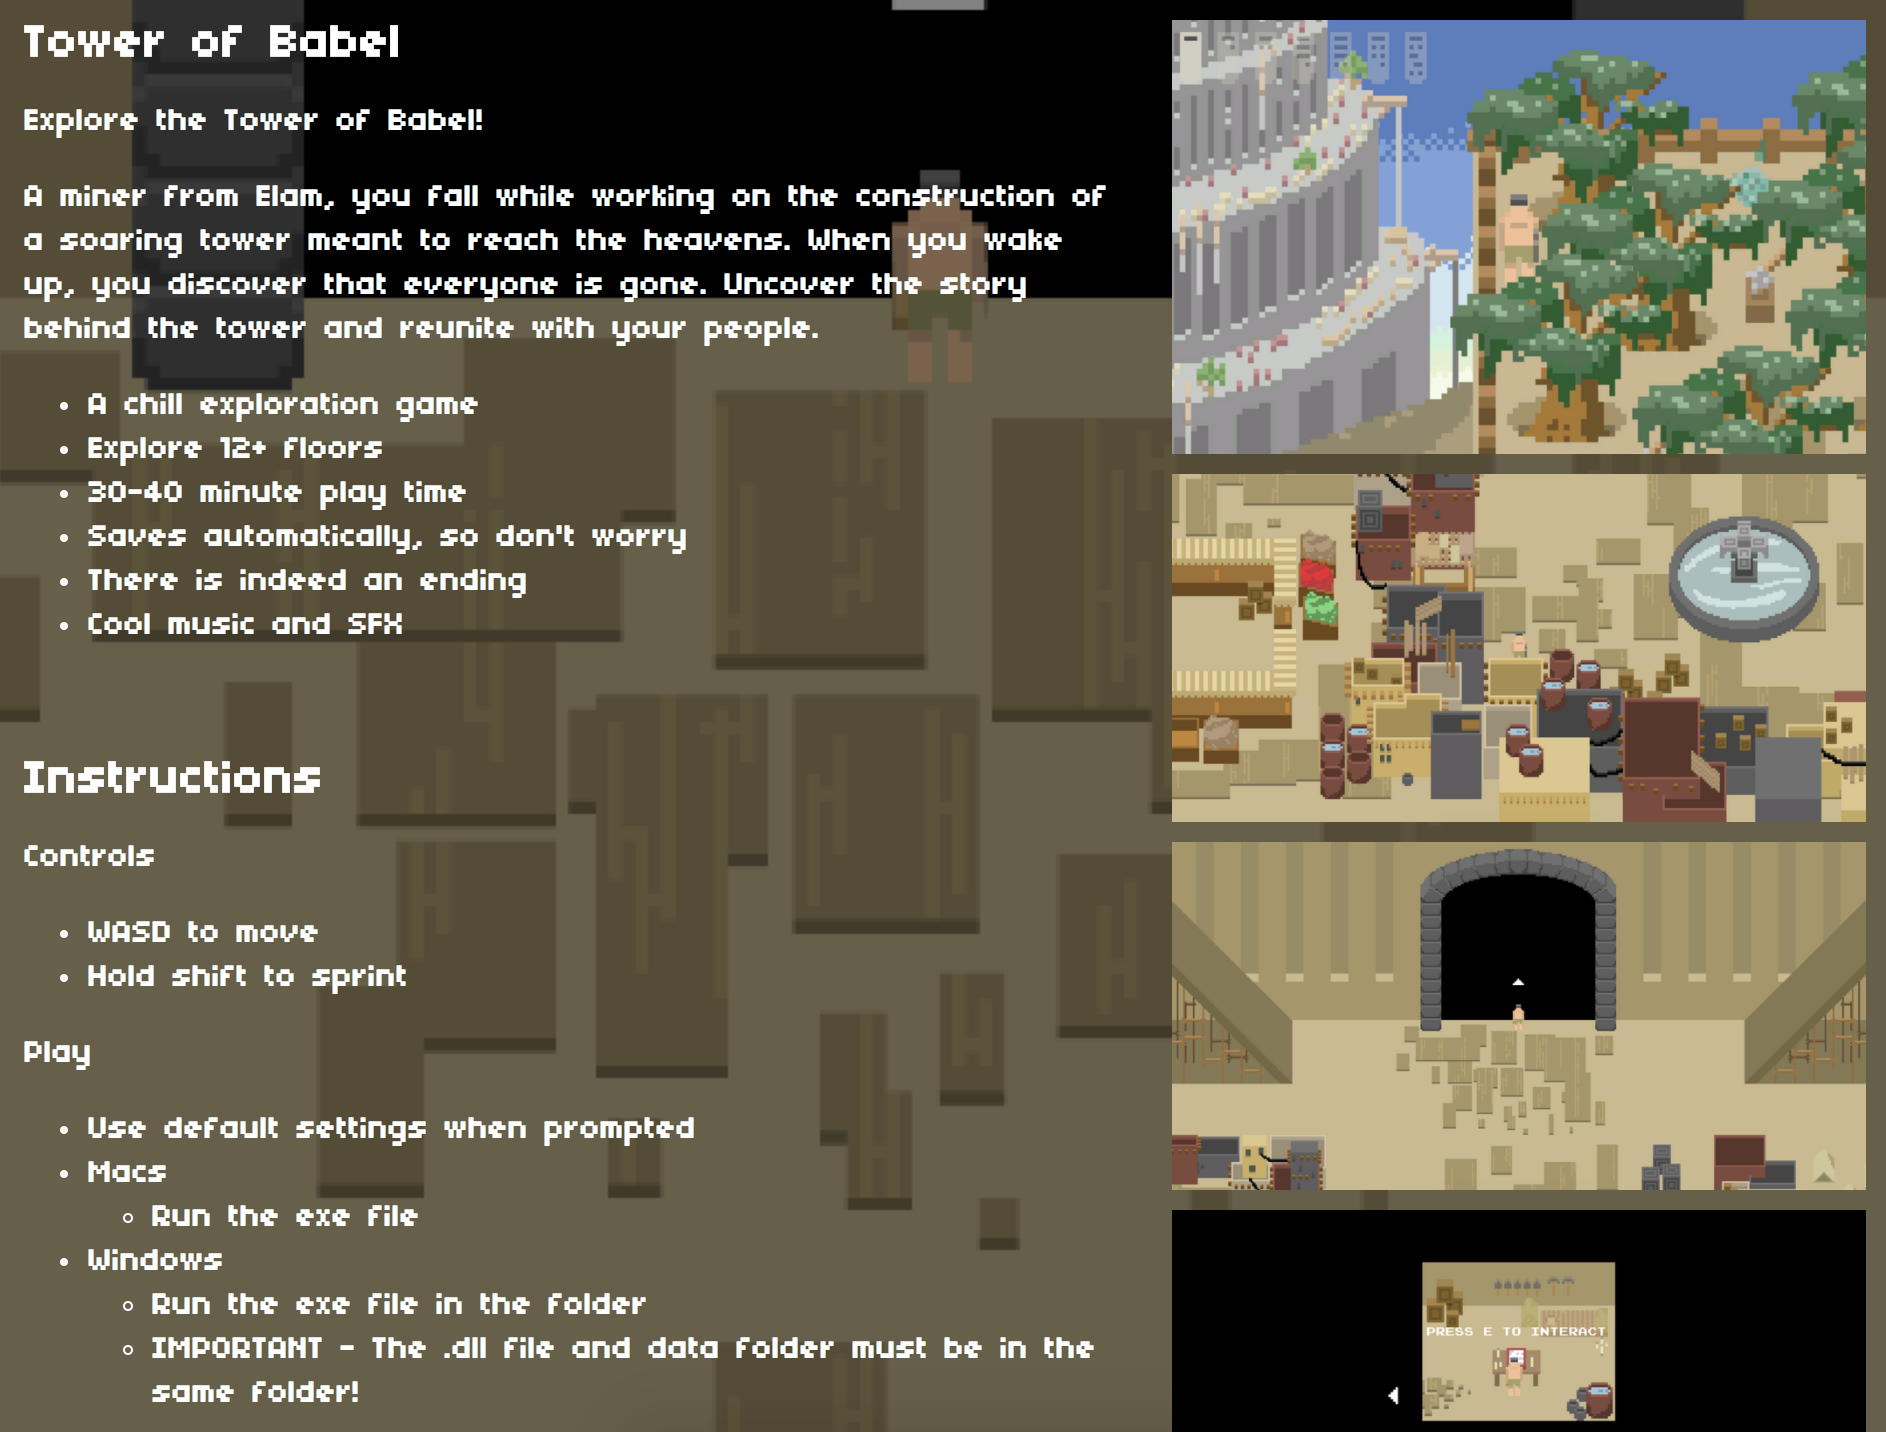 Tower of Babel
Explore the Tower of Babel!
A miner from Elam, you fall while working on the construction of
a soaring tower meant to reach the heavens. When you wake
up, you discover that everyone is gone. Uncover the story
behind the tower and reunite with your people.
A chill exploration game
Explore 12+ floors
30-40 minute play time
Saves automatically, so don't worry
There is indeed an ending
Cool music and SFX
Instructions
Controls
WASD to move
Hold shift to sprint
Play
Use default settings when prompted
Macs
Run the exe file
Windows
Run the exe file in the folder
IMPORTANT - The .dll file and data folder must be in the
same folder!
PRESS E TO INTERACT